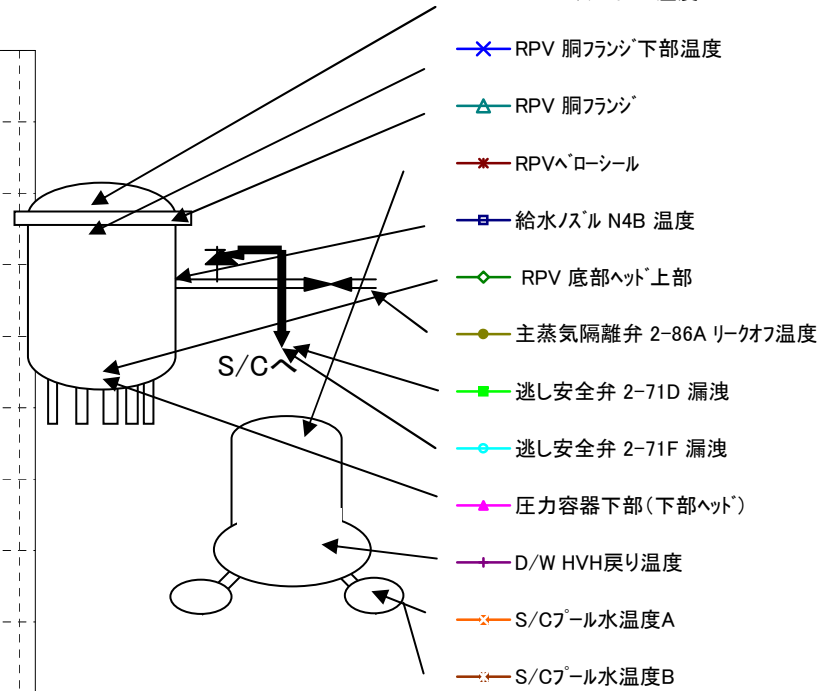 RPV 胴フランジ下部温度
RPV 胴フランジ
RPVベローシール
給水ノズル N4B 温度
RPV 底部ヘッド上部
主蒸気隔離弁 2-86A リークオフ温度
S/Cへ
逃し安全弁 2-71D 漏洩
逃し安全弁 2-71F 漏洩
圧力容器下部(下部ヘッド)
D/W HVH戻り温度
S/Cプール水温度A
S/Cプール水温度B